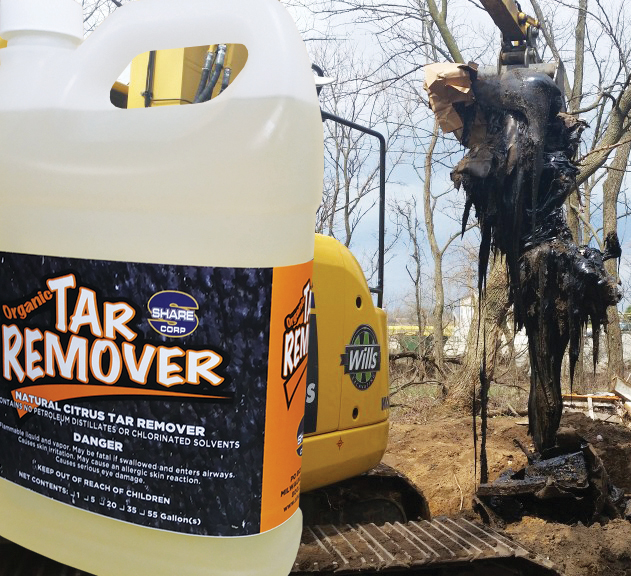 Organic TAR
REMOVER
SHARE
CORP
NATURAL CITRUS TAR REMOVER
CONTAINS NO PETROLEUM DISTILLATES OR CHLORINATED SOLVENTS
DANGER
Flammable liquid and vapor. May be fatal if swallowed and enters airways.
Causes skin irritation. May cause an allergic skin reaction.
Causes serious eye damage.
KEEP OUT OF REACH OF CHILDREN
NET CONTENTS: 1 5 20 35 55 Gallon(s)
Organic
Wills